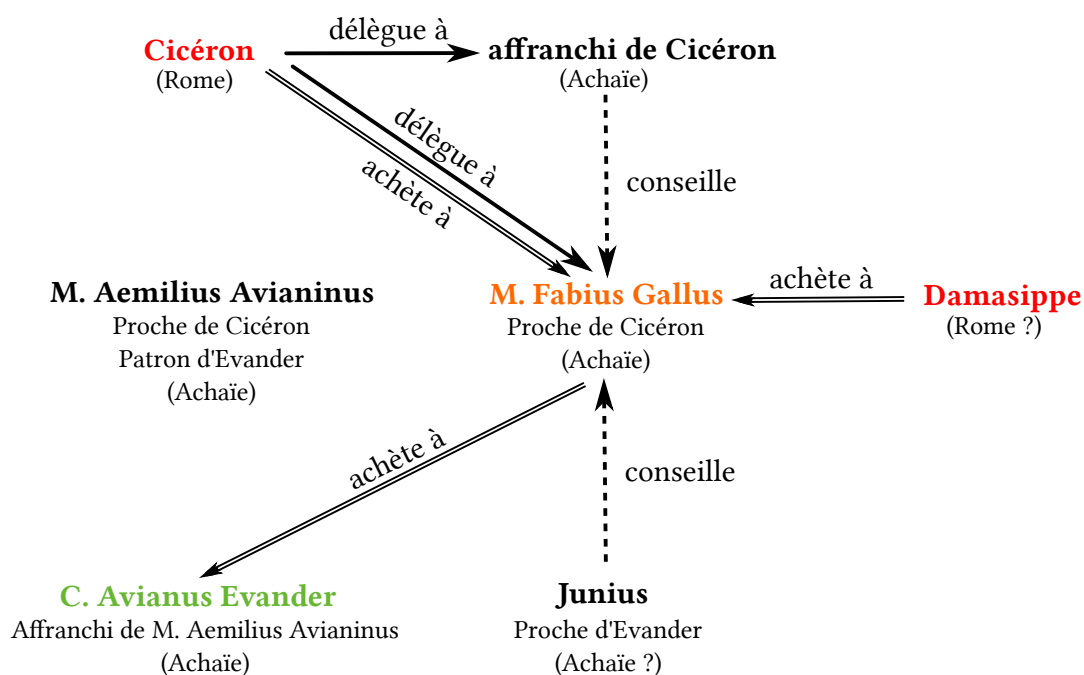 Cicéron
(Rome)
délègue à
affranchi de Cicéron
(Achaïe)
délègue à
achète à
conseille
M. Aemilius Avianinus
Proche de Cicéron
Patron d'Evander
(Achaïe)
M. Fabius Gallus
Proche de Cicéron
(Achaïe)
achète à
Damasippe
(Rome ?)
achète à
conseille
C. Avianus Evander
Affranchi de M. Aemilius Avianinus
(Achaïe)
Junius
Proche d'Evander
(Achaïe ?)